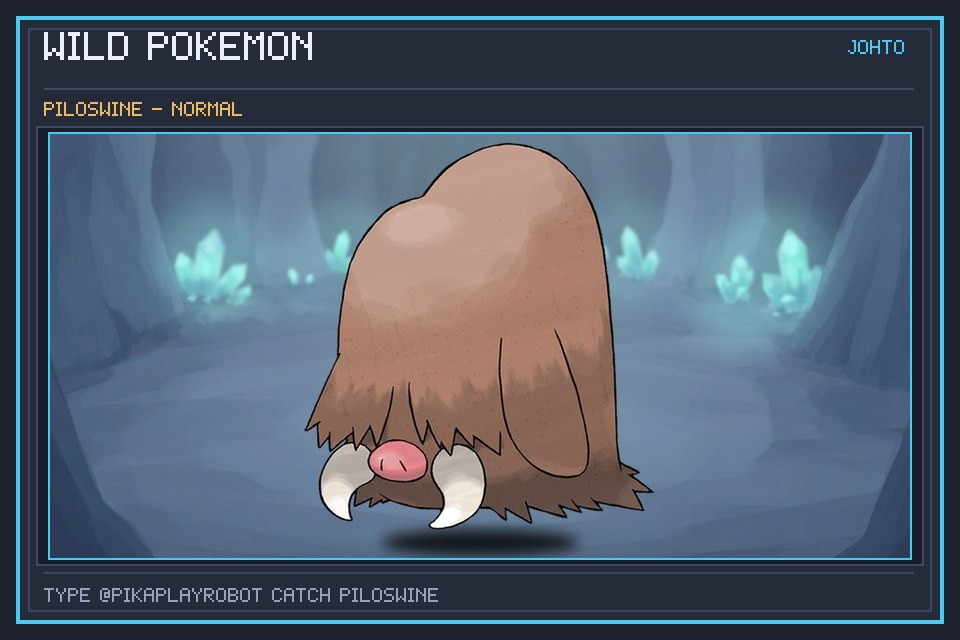 WILD POKEMON
JOHTO
PILOSWINE – NORMAL
TYPE @PIKAPLAYROBOT CATCH PILOSWINE